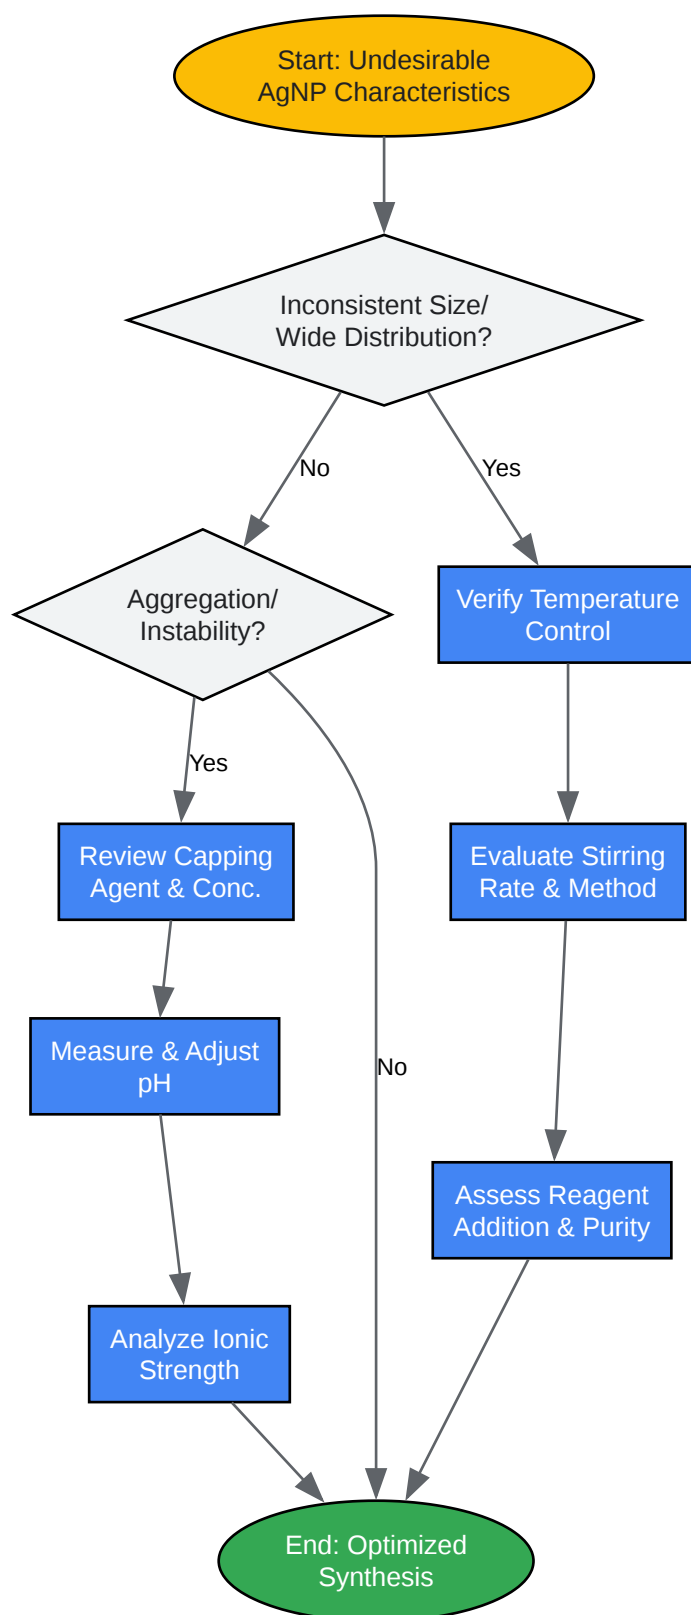 Start: Undesirable
AgNP Characteristics
Inconsistent Size/
Wide Distribution?
No
Yes
Aggregation/
Instability?
Verify Temperature
Control
Yes
Review Capping
Agent & Conc.
Evaluate Stirring
Rate & Method
Measure & Adjust
pH
No
Assess Reagent
Addition & Purity
Analyze Ionic
Strength
End: Optimized
Synthesis